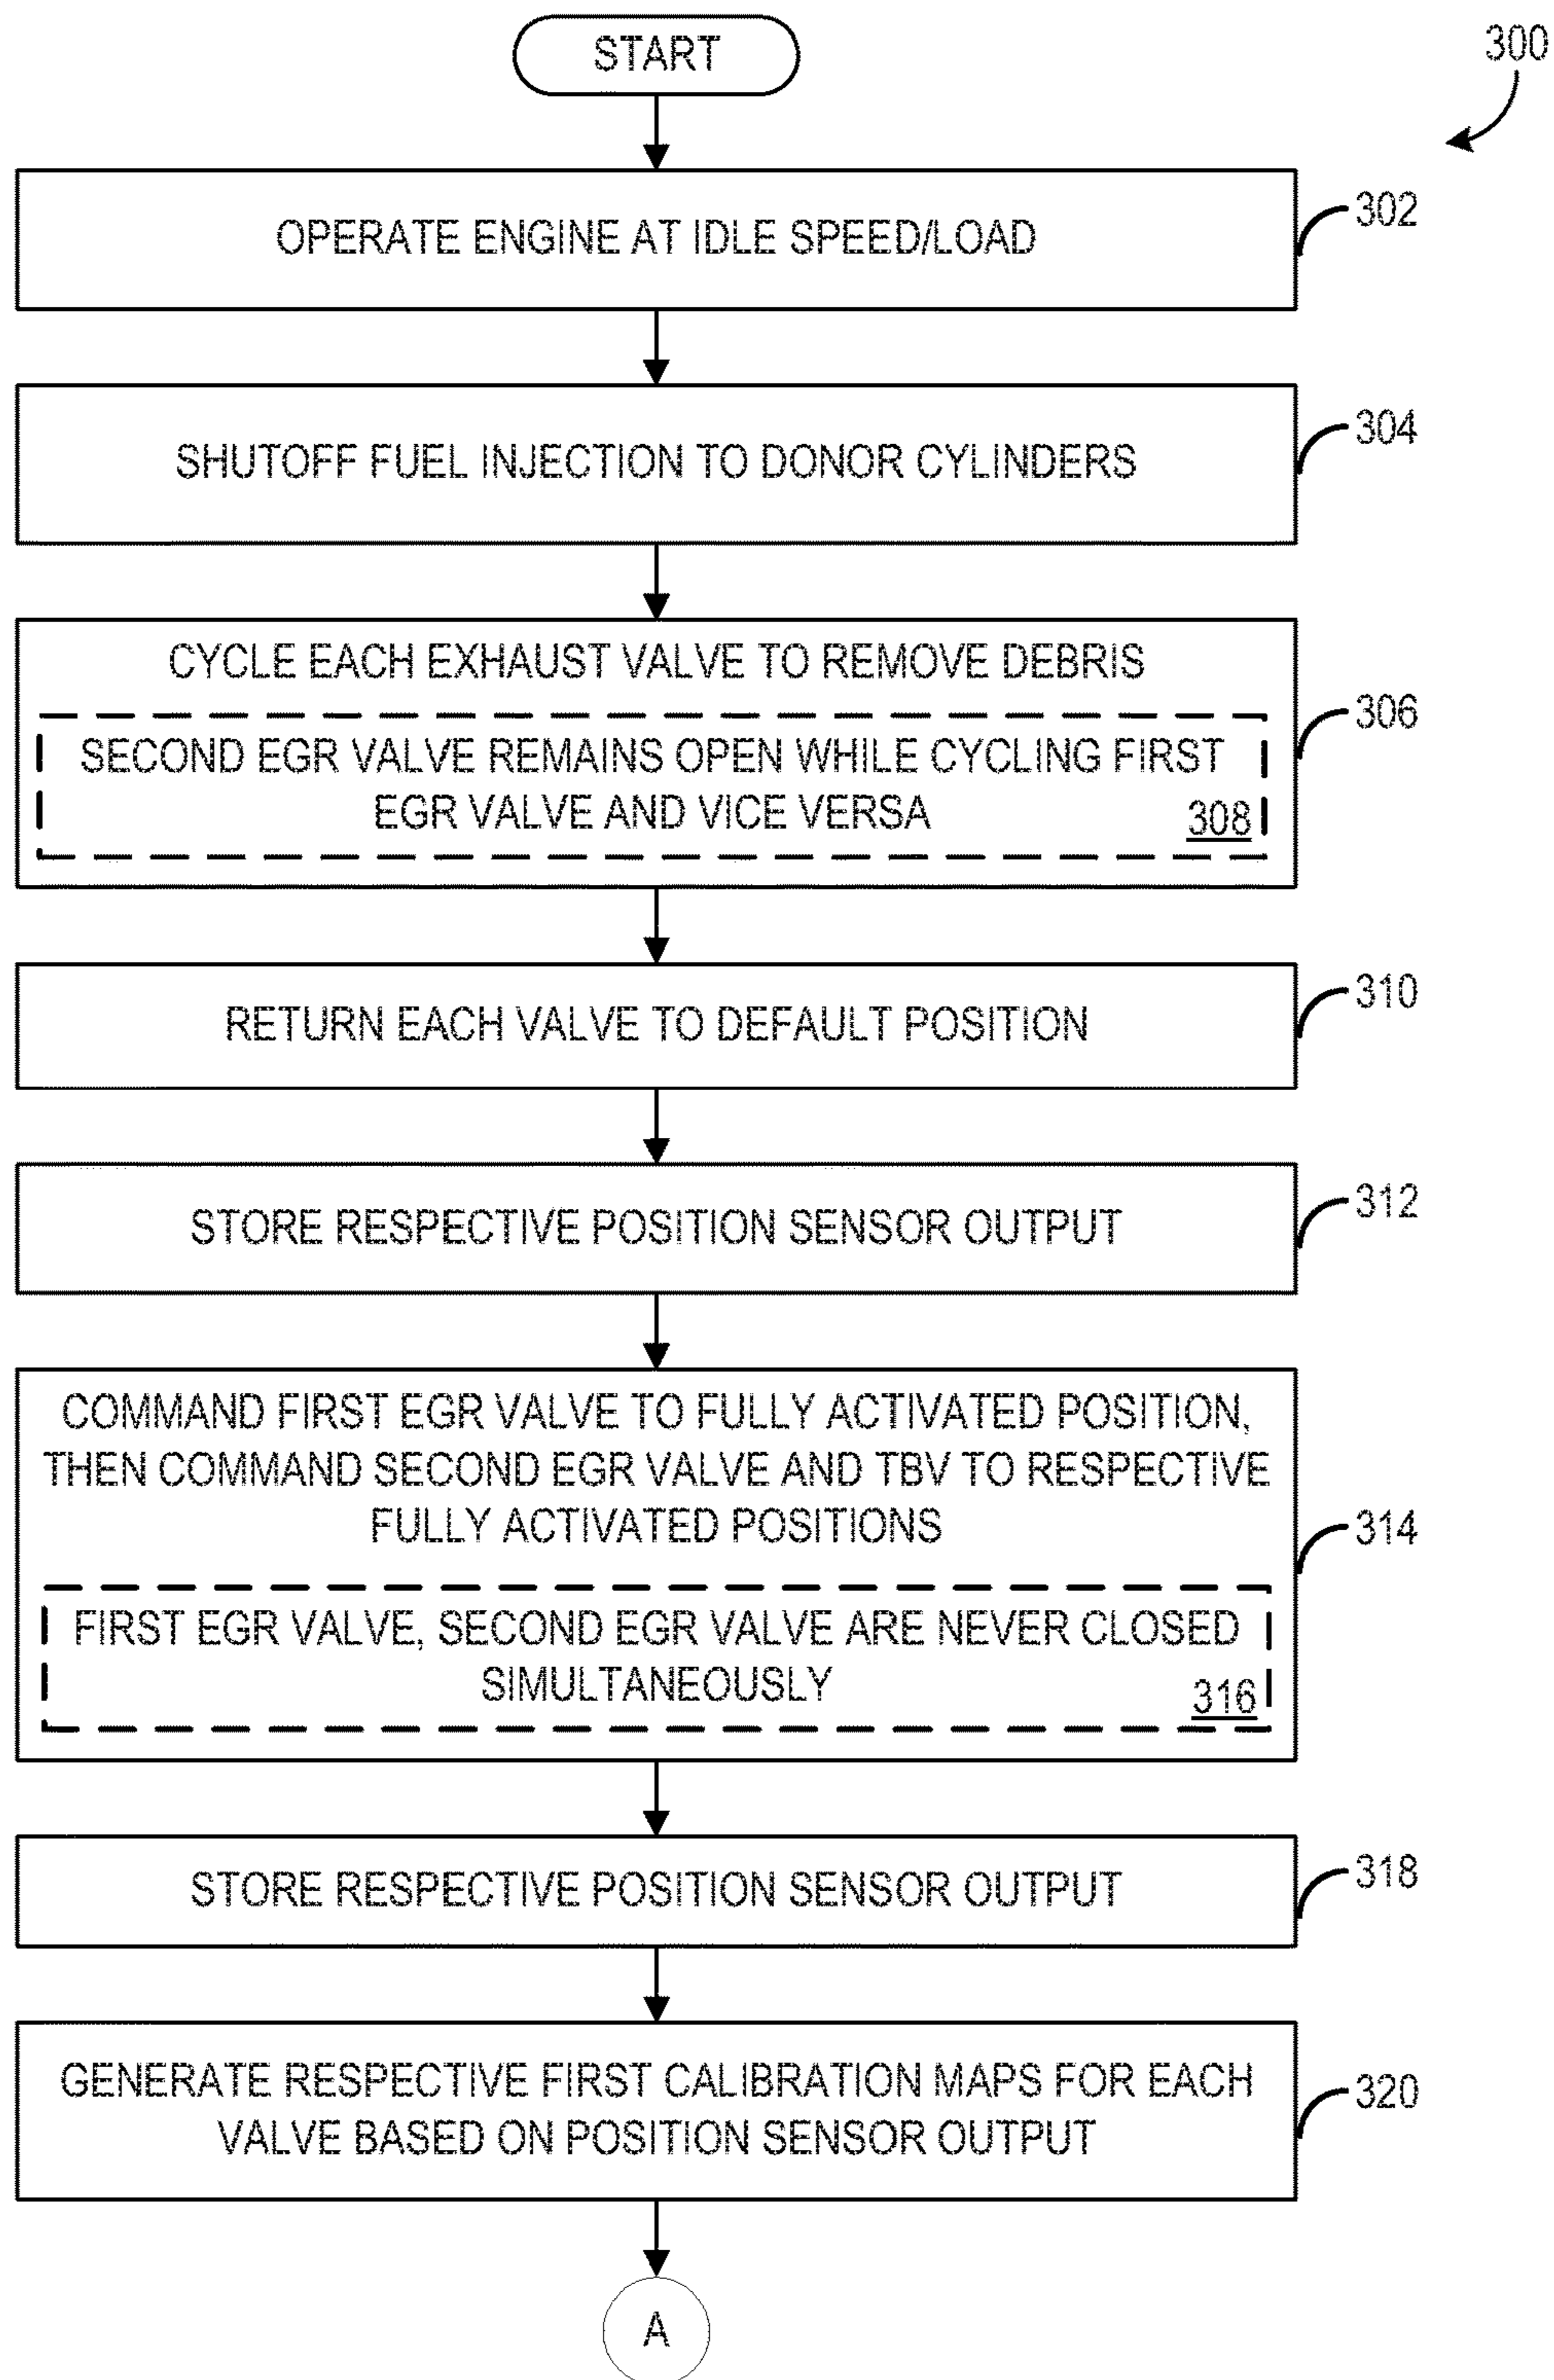 START
300
OPERATE ENGINE AT IDLE SPEED/LOAD
302
SHUTOFF FUEL INJECTION TO DONOR CYLINDERS
304
CYCLE EACH EXHAUST VALVE TO REMOVE DEBRIS
306
SECOND EGR VALVE REMAINS OPEN WHILE CYCLING FIRST
EGR VALVE AND VICE VERSA
308
RETURN EACH VALVE TO DEFAULT POSITION
310
STORE RESPECTIVE POSITION SENSOR OUTPUT
312
COMMAND FIRST EGR VALVE TO FULLY ACTIVATED POSITION,
THEN COMMAND SECOND EGR VALVE AND TBV TO RESPECTIVE
FULLY ACTIVATED POSITIONS
314
FIRST EGR VALVE, SECOND EGR VALVE ARE NEVER CLOSED
SIMULTANEOUSLY
316
STORE RESPECTIVE POSITION SENSOR OUTPUT
318
GENERATE RESPECTIVE FIRST CALIBRATION MAPS FOR EACH
VALVE BASED ON POSITION SENSOR OUTPUT
320
A